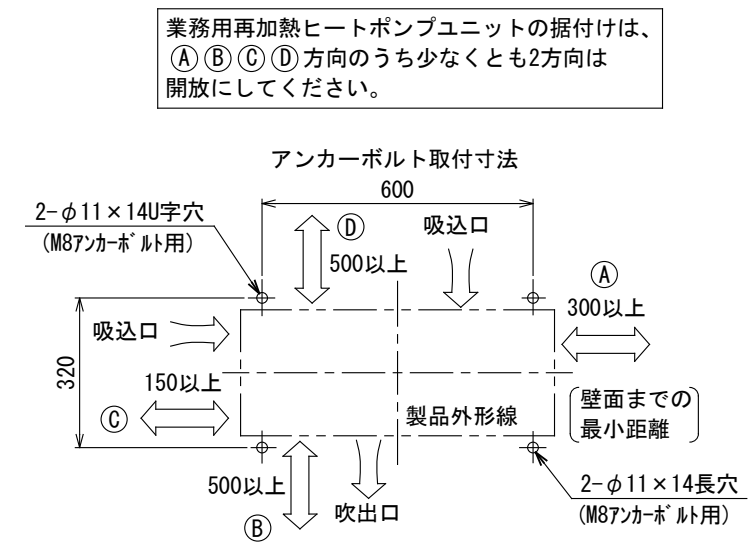 業務用再加熱ヒートポンプユニットの据付けは、
Ⓐ Ⓑ Ⓒ Ⓓ 方向のうち少なくとも2方向は
開放にしてください。
アンカーボルト取付寸法
600
2-φ11×14U字穴
(M8アンカーボルト用)
Ⓓ
吸込口
500以上
Ⓐ
300以上
吸込口
320
150以上
Ⓒ
製品外形線
壁面までの
最小距離
500以上
Ⓑ
吹出口
2-φ11×14長穴
(M8アンカーボルト用)